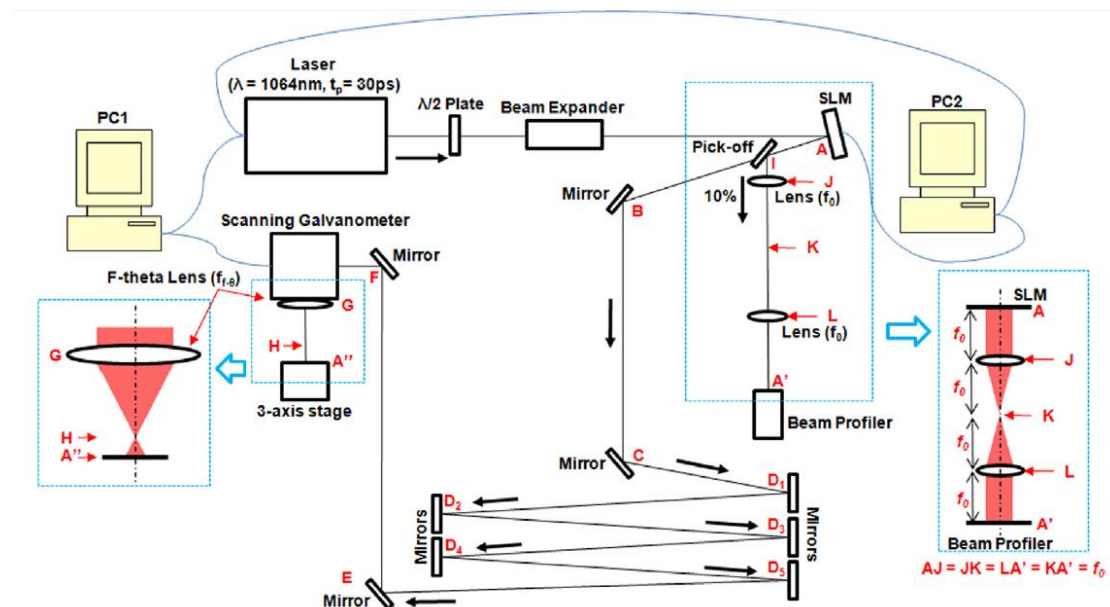 Laser
(λ = 1064nm, tp= 30ps)
λ/2 Plate
Beam Expander
SLM
PC1
PC2
Pick-off
A
I
J
Lens (f0)
10%
Mirror
B
K
Scanning Galvanometer
Mirror
F
F-theta Lens (ff-θ)
G
G
H
A''
3-axis stage
H
A''
L
Lens (f0)
A'
Beam Profiler
SLM
A
f0
J
f0
K
f0
L
f0
A'
Beam Profiler
AJ = JK = LA' = KA' = f0
Mirror
C
D1
D2
D3
D4
D5
Mirrors
Mirrors
E
Mirror